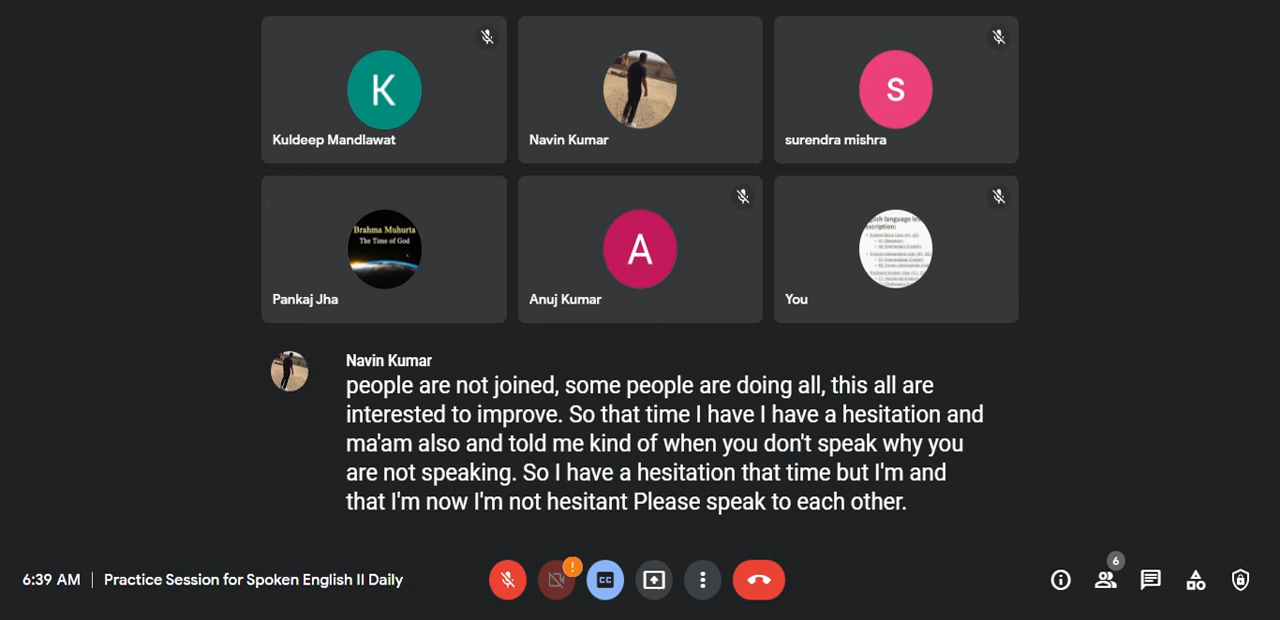 K
Kuldeep Mandlawat
Navin Kumar
S
surendra mishra
Brahma Muhurta
The Time of God
Pankaj Jha
A
Anuj Kumar
You
Navin Kumar
people are not joined, some people are doing all, this all are
interested to improve. So that time I have I have a hesitation and
ma'am also and told me kind of when you don't speak why you
are not speaking. So I have a hesitation that time but I'm and
that I'm now I'm not hesitant Please speak to each other.
6:39 AM | Practice Session for Spoken English II Daily
!
CC
6